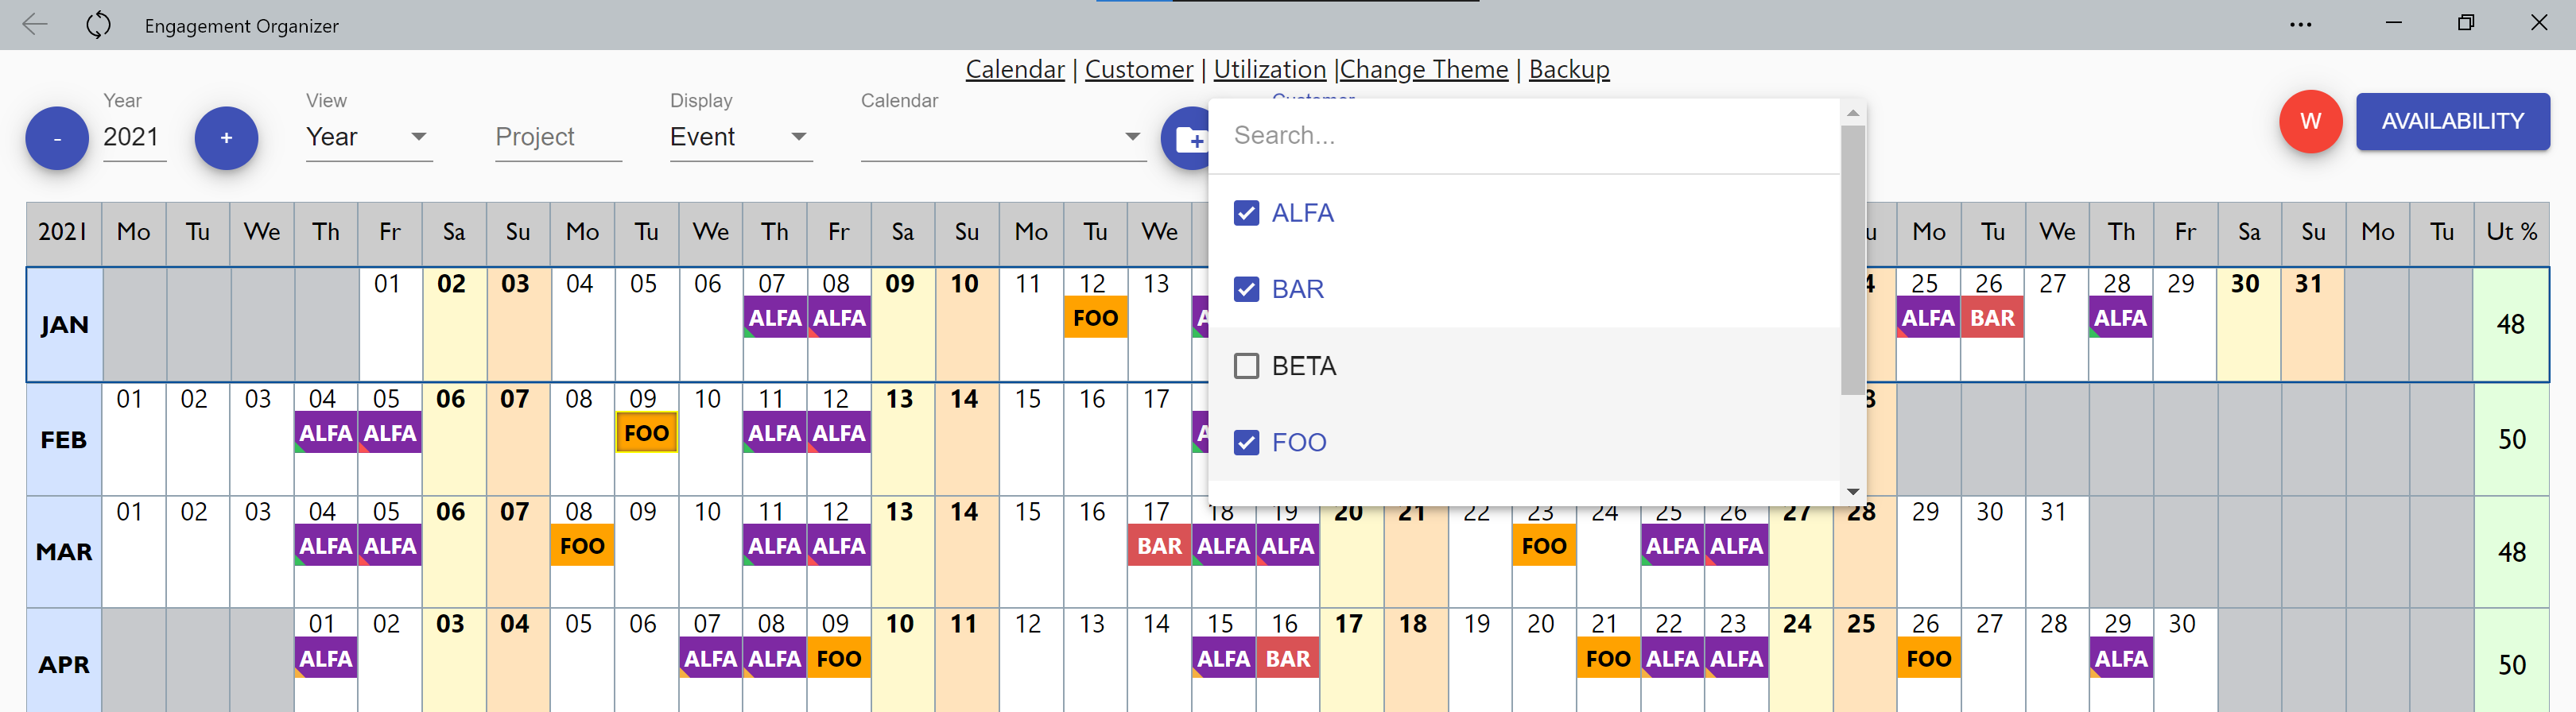 Engagement Organizer
Calendar | Customer | Utilization |Change Theme | Backup
Year View Display Calendar Customer
- 2021 + Year Project Event W AVAILABILITY
Search...
ALFA
BAR
BETA
FOO
2021 Mo Tu We Th Fr Sa Su Mo Tu We Th Fr Sa Su Mo Tu We Mo Tu We Th Fr Sa Su Mo Tu Ut %
JAN 01 02 03 04 05 06 07 08 09 10 11 12 13 25 26 27 28 29 30 31 48
ALFA ALFA FOO ALFA BAR ALFA
FEB 01 02 03 04 05 06 07 08 09 10 11 12 13 14 15 16 17 50
ALFA ALFA FOO ALFA ALFA
MAR 01 02 03 04 05 06 07 08 09 10 11 12 13 14 15 16 17 18 19 20 21 22 23 24 25 26 27 28 29 30 31 48
ALFA ALFA FOO ALFA ALFA BAR ALFA ALFA FOO ALFA ALFA
APR 01 02 03 04 05 06 07 08 09 10 11 12 13 14 15 16 17 18 19 20 21 22 23 24 25 26 27 28 29 30 50
ALFA ALFA ALFA FOO ALFA BAR FOO ALFA ALFA FOO ALFA